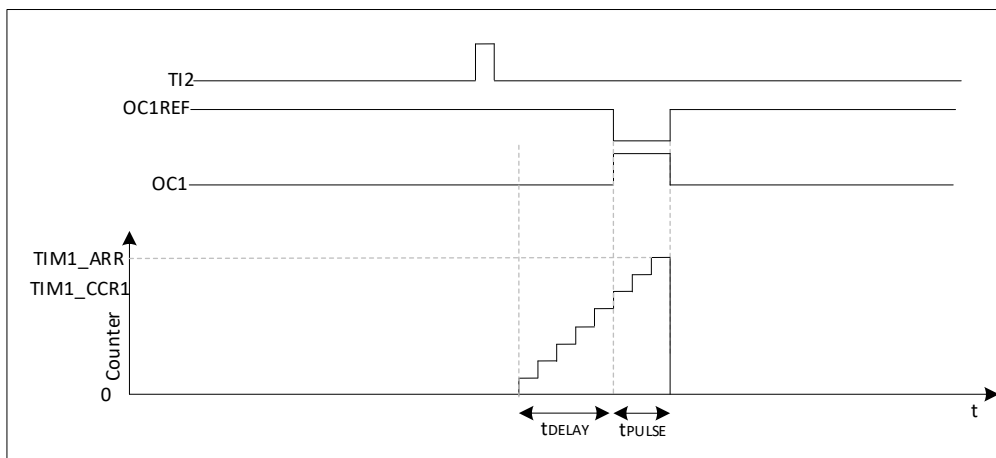 TI2
OC1REF
OC1
TIM1_ARR
TIM1_CCR1
Counter
0
t
tDELAY
tPULSE